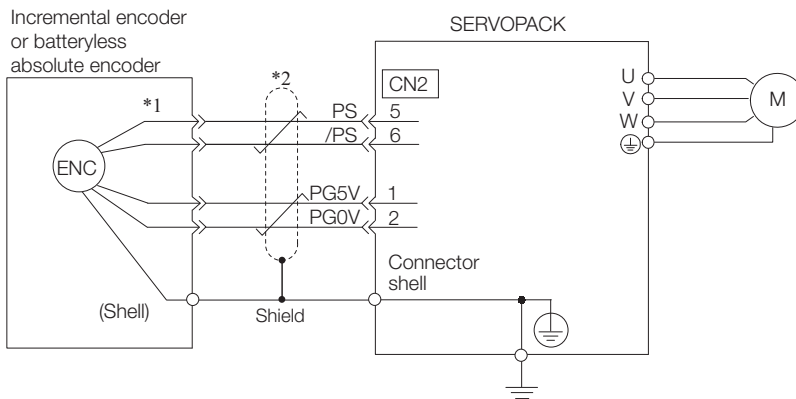 Incremental encoder
or batteryless
absolute encoder
SERVOPACK
*1
*2
CN2
ENC
PS 5
/PS 6
PG5V 1
PG0V 2
U
V
W
M
Connector
shell
(Shell)
Shield